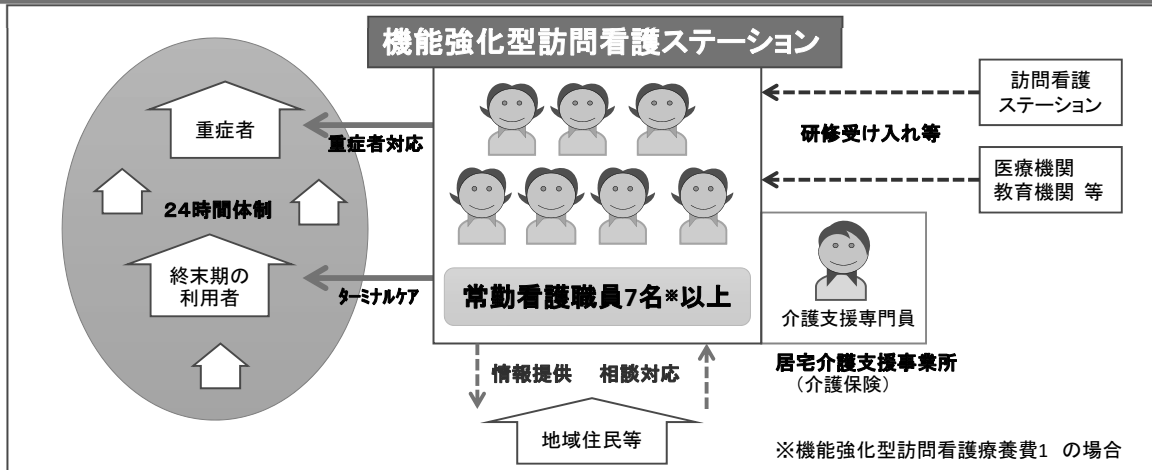 機能強化型訪問看護ステーション
重症者
重症者対応
24時間体制
終末期の
利用者
ターミナルケア
常勤看護職員7名※以上
訪問看護
ステーション
研修受け入れ等
医療機関
教育機関 等
介護支援専門員
居宅介護支援事業所
（介護保険）
情報提供 相談対応
地域住民等
※機能強化型訪問看護療養費1 の場合